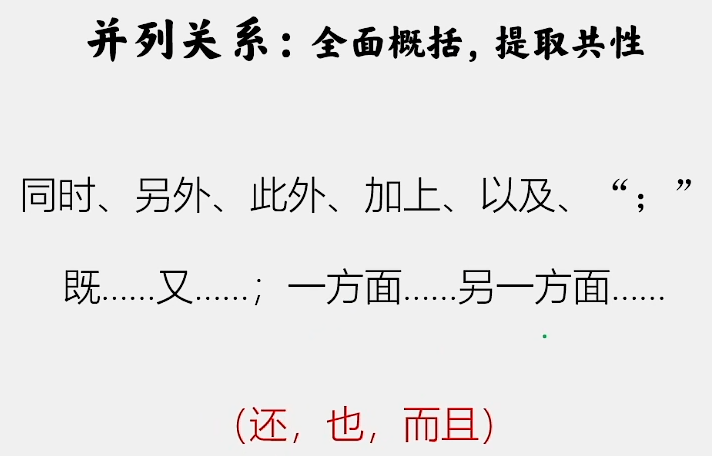 并列关系：全面概括，提取共性
同时、另外、此外、加上、以及、“；”
既……又……；一方面……另一方面……
（还，也，而且）